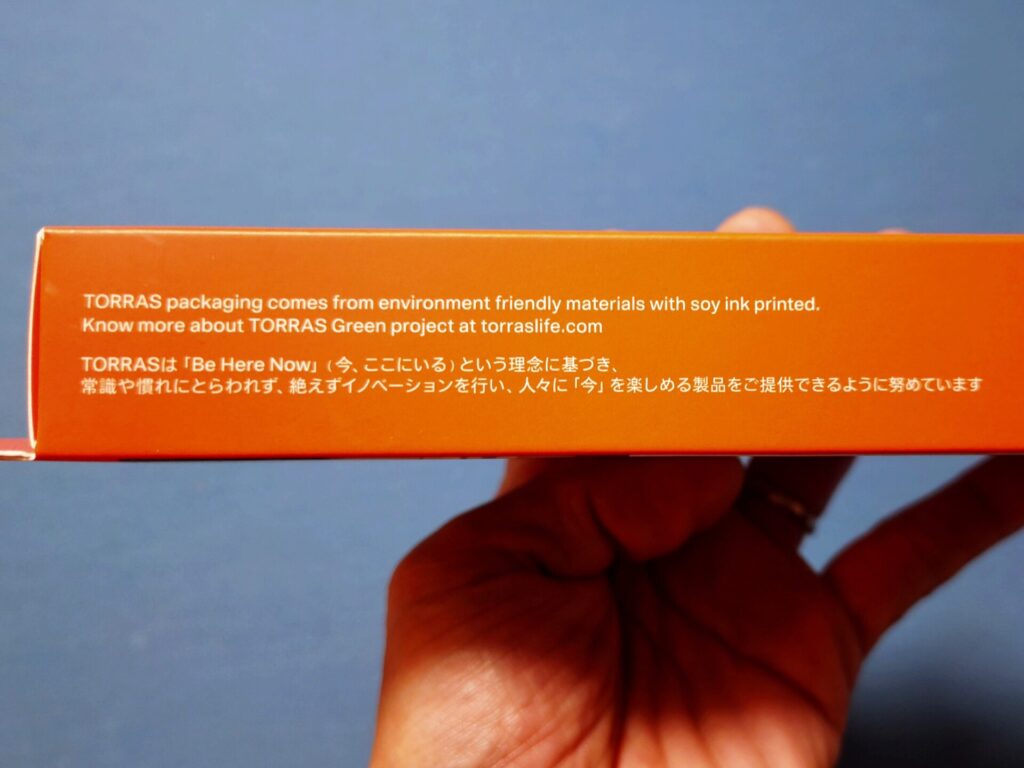 TORRAS packaging comes from environment friendly materials with soy ink printed.
Know more about TORRAS Green project at torraslife.com
TORRASは「Be Here Now」(今、ここにいる)という理念に基づき、
常識や慣れにとらわれず、絶えずイノベーションを行い、人々に「今」を楽しめる製品をご提供できるように努めています